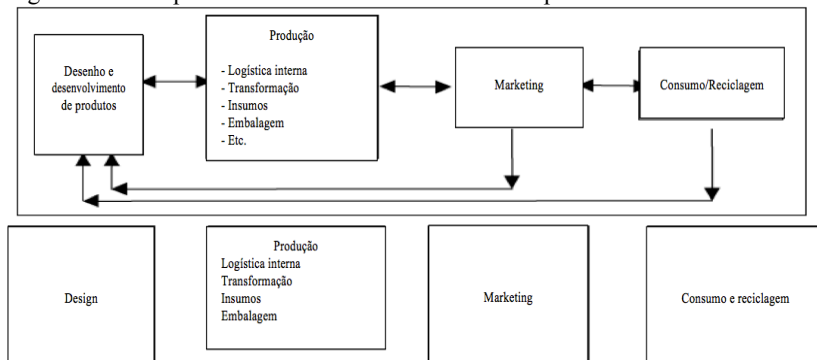 Desenho e
desenvolvimento
de produtos
Produção
- Logística interna
- Transformação
- Insumos
- Embalagem
- Etc.
Marketing
Consumo/Reciclagem
Design
Produção
Logística interna
Transformação
Insumos
Embalagem
Marketing
Consumo e reciclagem